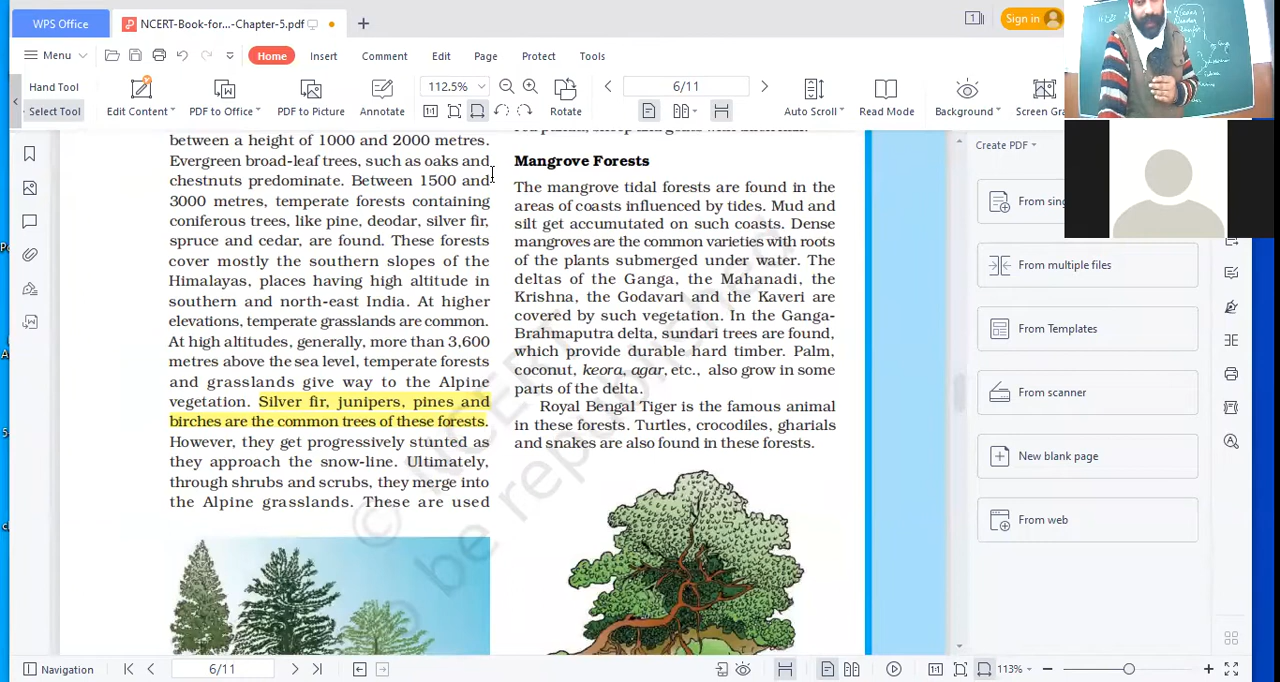 WPS Office
NCERT-Book-for...-Chapter-5.pdf
1
Sign in
Menu
Home
Insert
Comment
Edit
Page
Protect
Tools
Hand Tool
Select Tool
Edit Content
PDF to Office
PDF to Picture
Annotate
112.5%
Rotate
6/11
Auto Scroll
Read Mode
Background
Screen Gra
between a height of 1000 and 2000 metres.
Evergreen broad-leaf trees, such as oaks and
chestnuts predominate. Between 1500 and
3000 metres, temperate forests containing
coniferous trees, like pine, deodar, silver fir,
spruce and cedar, are found. These forests
cover mostly the southern slopes of the
Himalayas, places having high altitude in
southern and north-east India. At higher
elevations, temperate grasslands are common.
At high altitudes, generally, more than 3,600
metres above the sea level, temperate forests
and grasslands give way to the Alpine
vegetation. Silver fir, junipers, pines and
birches are the common trees of these forests.
However, they get progressively stunted as
they approach the snow-line. Ultimately,
through shrubs and scrubs, they merge into
the Alpine grasslands. These are used
Mangrove Forests
The mangrove tidal forests are found in the
areas of coasts influenced by tides. Mud and
silt get accumutated on such coasts. Dense
mangroves are the common varieties with roots
of the plants submerged under water. The
deltas of the Ganga, the Mahanadi, the
Krishna, the Godavari and the Kaveri are
covered by such vegetation. In the Ganga-
Brahmaputra delta, sundari trees are found,
which provide durable hard timber. Palm,
coconut, keora, agar, etc., also grow in some
parts of the delta.
Royal Bengal Tiger is the famous animal
in these forests. Turtles, crocodiles, gharials
and snakes are also found in these forests.
© NCERT
be republished
Create PDF
From sing
From multiple files
From Templates
From scanner
New blank page
From web
Navigation
6/11
113%